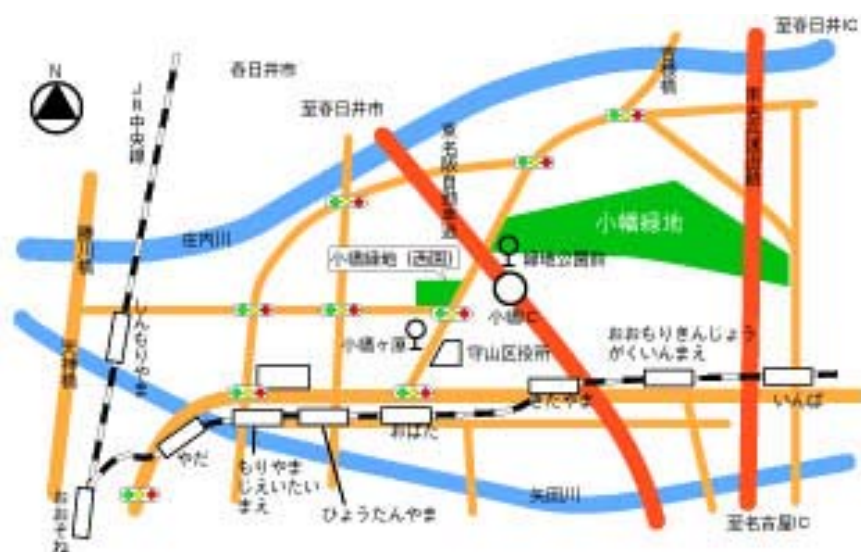 至春日井IC
N
春日井市
至春日井市
JR中央線
東名阪自動車道
小幡緑地
庄内川
小幡緑地(西園)
緑地公園前
小幡IC
しんもりやま
小幡ヶ原
守山区役所
おおもりきんじょう
がくいんまえ
きたやま
いんば
おばた
やだ
もりやま
じえいたい
まえ
ひょうたんやま
おおぞね
矢田川
至名古屋IC